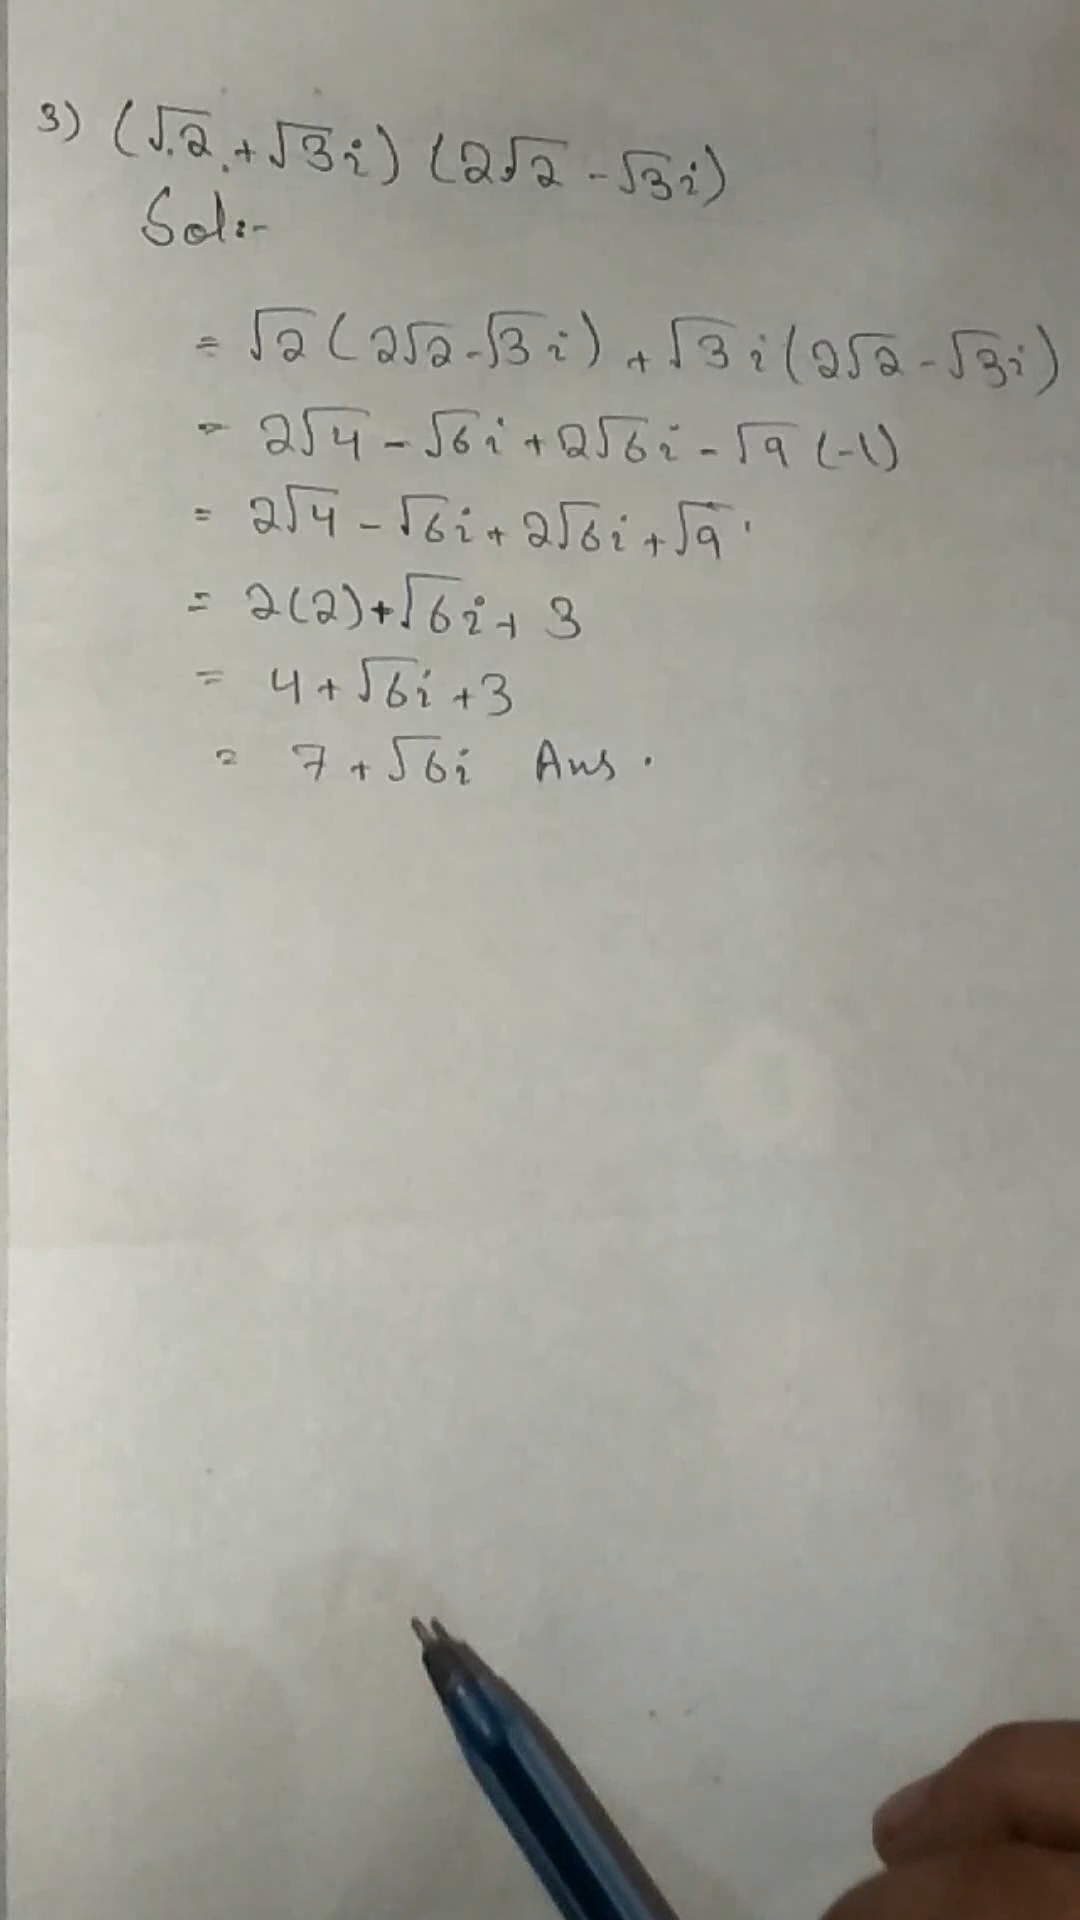 3) (√2 + √3i) (2√2 - √3i)
Sol:-
= √2 (2√2 - √3i) + √3i (2√2 - √3i)
= 2√4 - √6i + 2√6i - √9 (-1)
= 2√4 - √6i + 2√6i + √9
= 2(2) + √6i + 3
= 4 + √6i + 3
= 7 + √6i Ans.